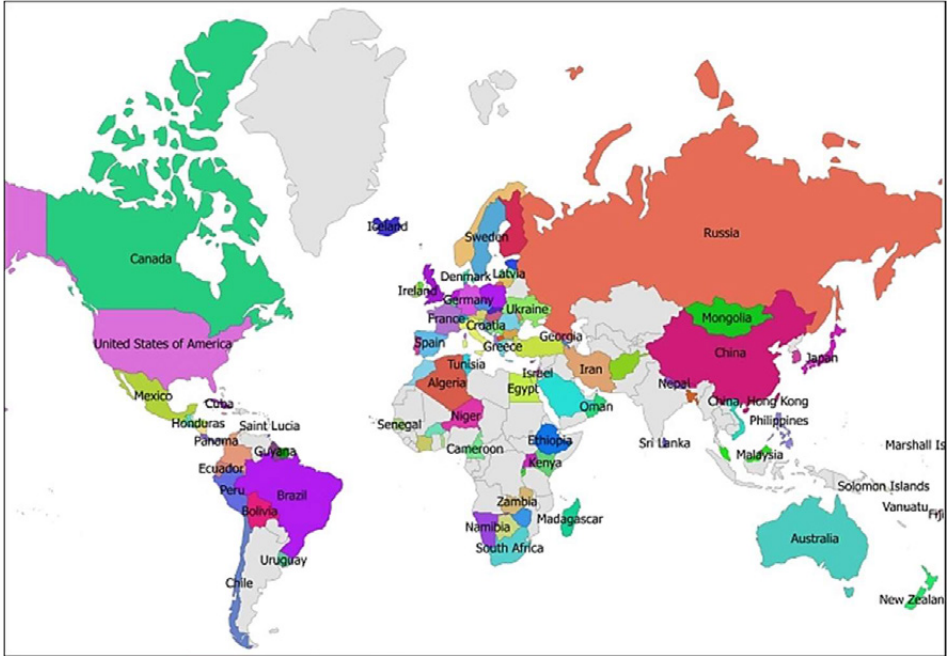 Iceland
Sweden
Russia
Canada
Denmark
Latvia
Ireland
Germany
Ukraine
Mongolia
France
Croatia
United States of America
Spain
Greece
Georgia
China
Japan
Tunisia
Israel
Iran
Algeria
Egypt
Nepal
Mexico
Cuba
China, Hong Kong
Oman
Niger
Honduras
Saint Lucia
Senegal
Philippines
Panama
Guyana
Ethiopia
Sri Lanka
Marshall Is
Cameroon
Malaysia
Ecuador
Kenya
Peru
Brazil
Solomon Islands
Zambia
Bolivia
Vanuatu
Fiji
Namibia
Madagascar
Australia
South Africa
Uruguay
Chile
New Zealan